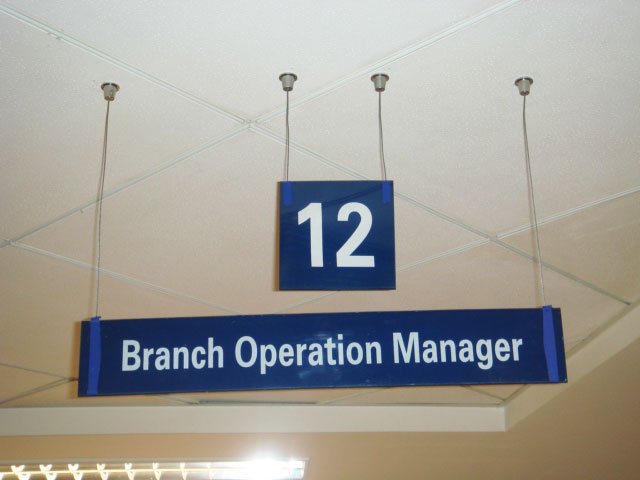 12
Branch Operation Manager